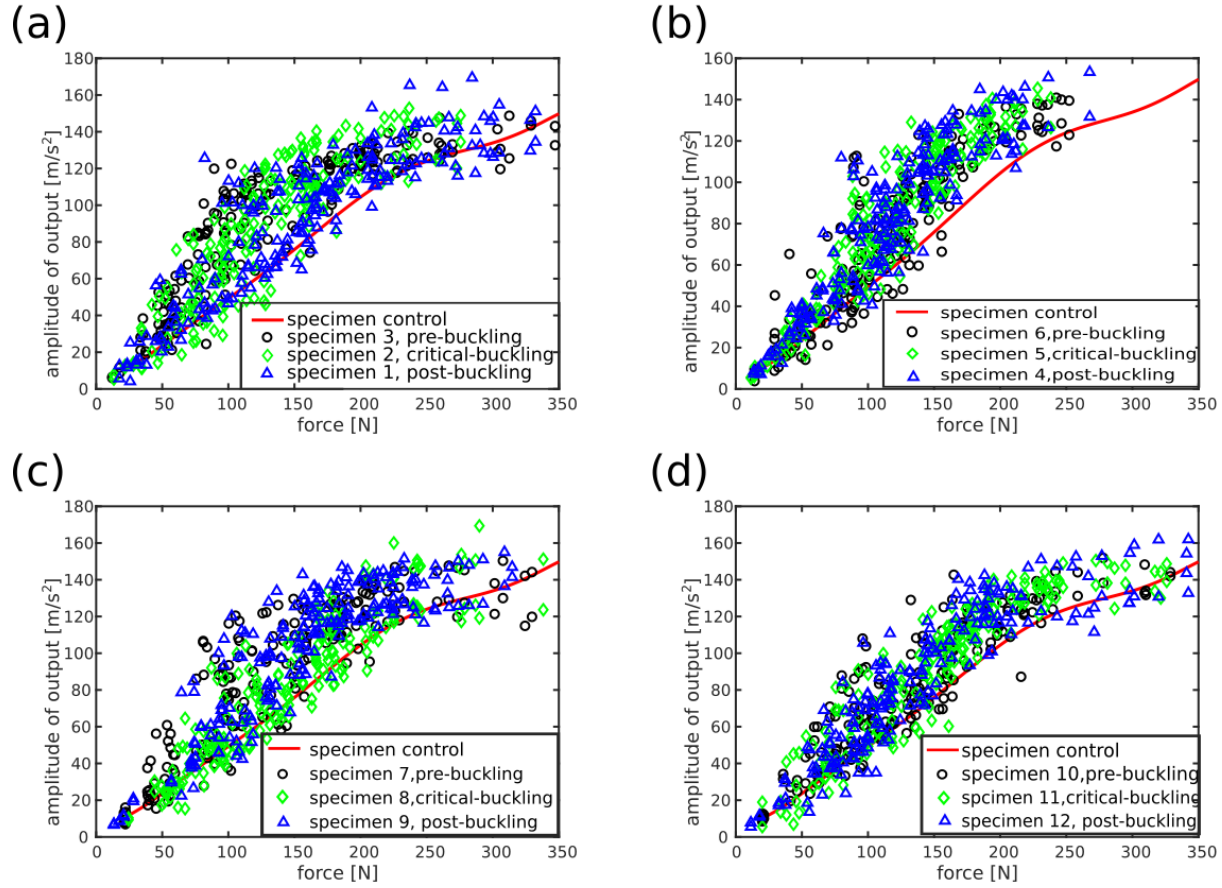 (a)
180
160
140
120
100
80
60
40
20
0
amplitude of output [m/s²]
specimen control
specimen 3, pre-buckling
specimen 2, critical-buckling
specimen 1, post-buckling
0 50 100 150 200 250 300 350
force [N]
(b)
160
140
120
100
80
60
40
20
0
amplitude of output [m/s²]
specimen control
specimen 6,pre-buckling
specimen 5,critical-buckling
specimen 4,post-buckling
0 50 100 150 200 250 300 350
force [N]
(c)
180
160
140
120
100
80
60
40
20
0
amplitude of output [m/s²]
specimen control
specimen 7,pre-buckling
specimen 8,critical-buckling
specimen 9, post-buckling
0 50 100 150 200 250 300 350
force [N]
(d)
180
160
140
120
100
80
60
40
20
0
amplitude of output [m/s²]
specimen control
specimen 10,pre-buckling
spcimen 11,critical-buckling
specimen 12, post-buckling
0 50 100 150 200 250 300 350
force [N]